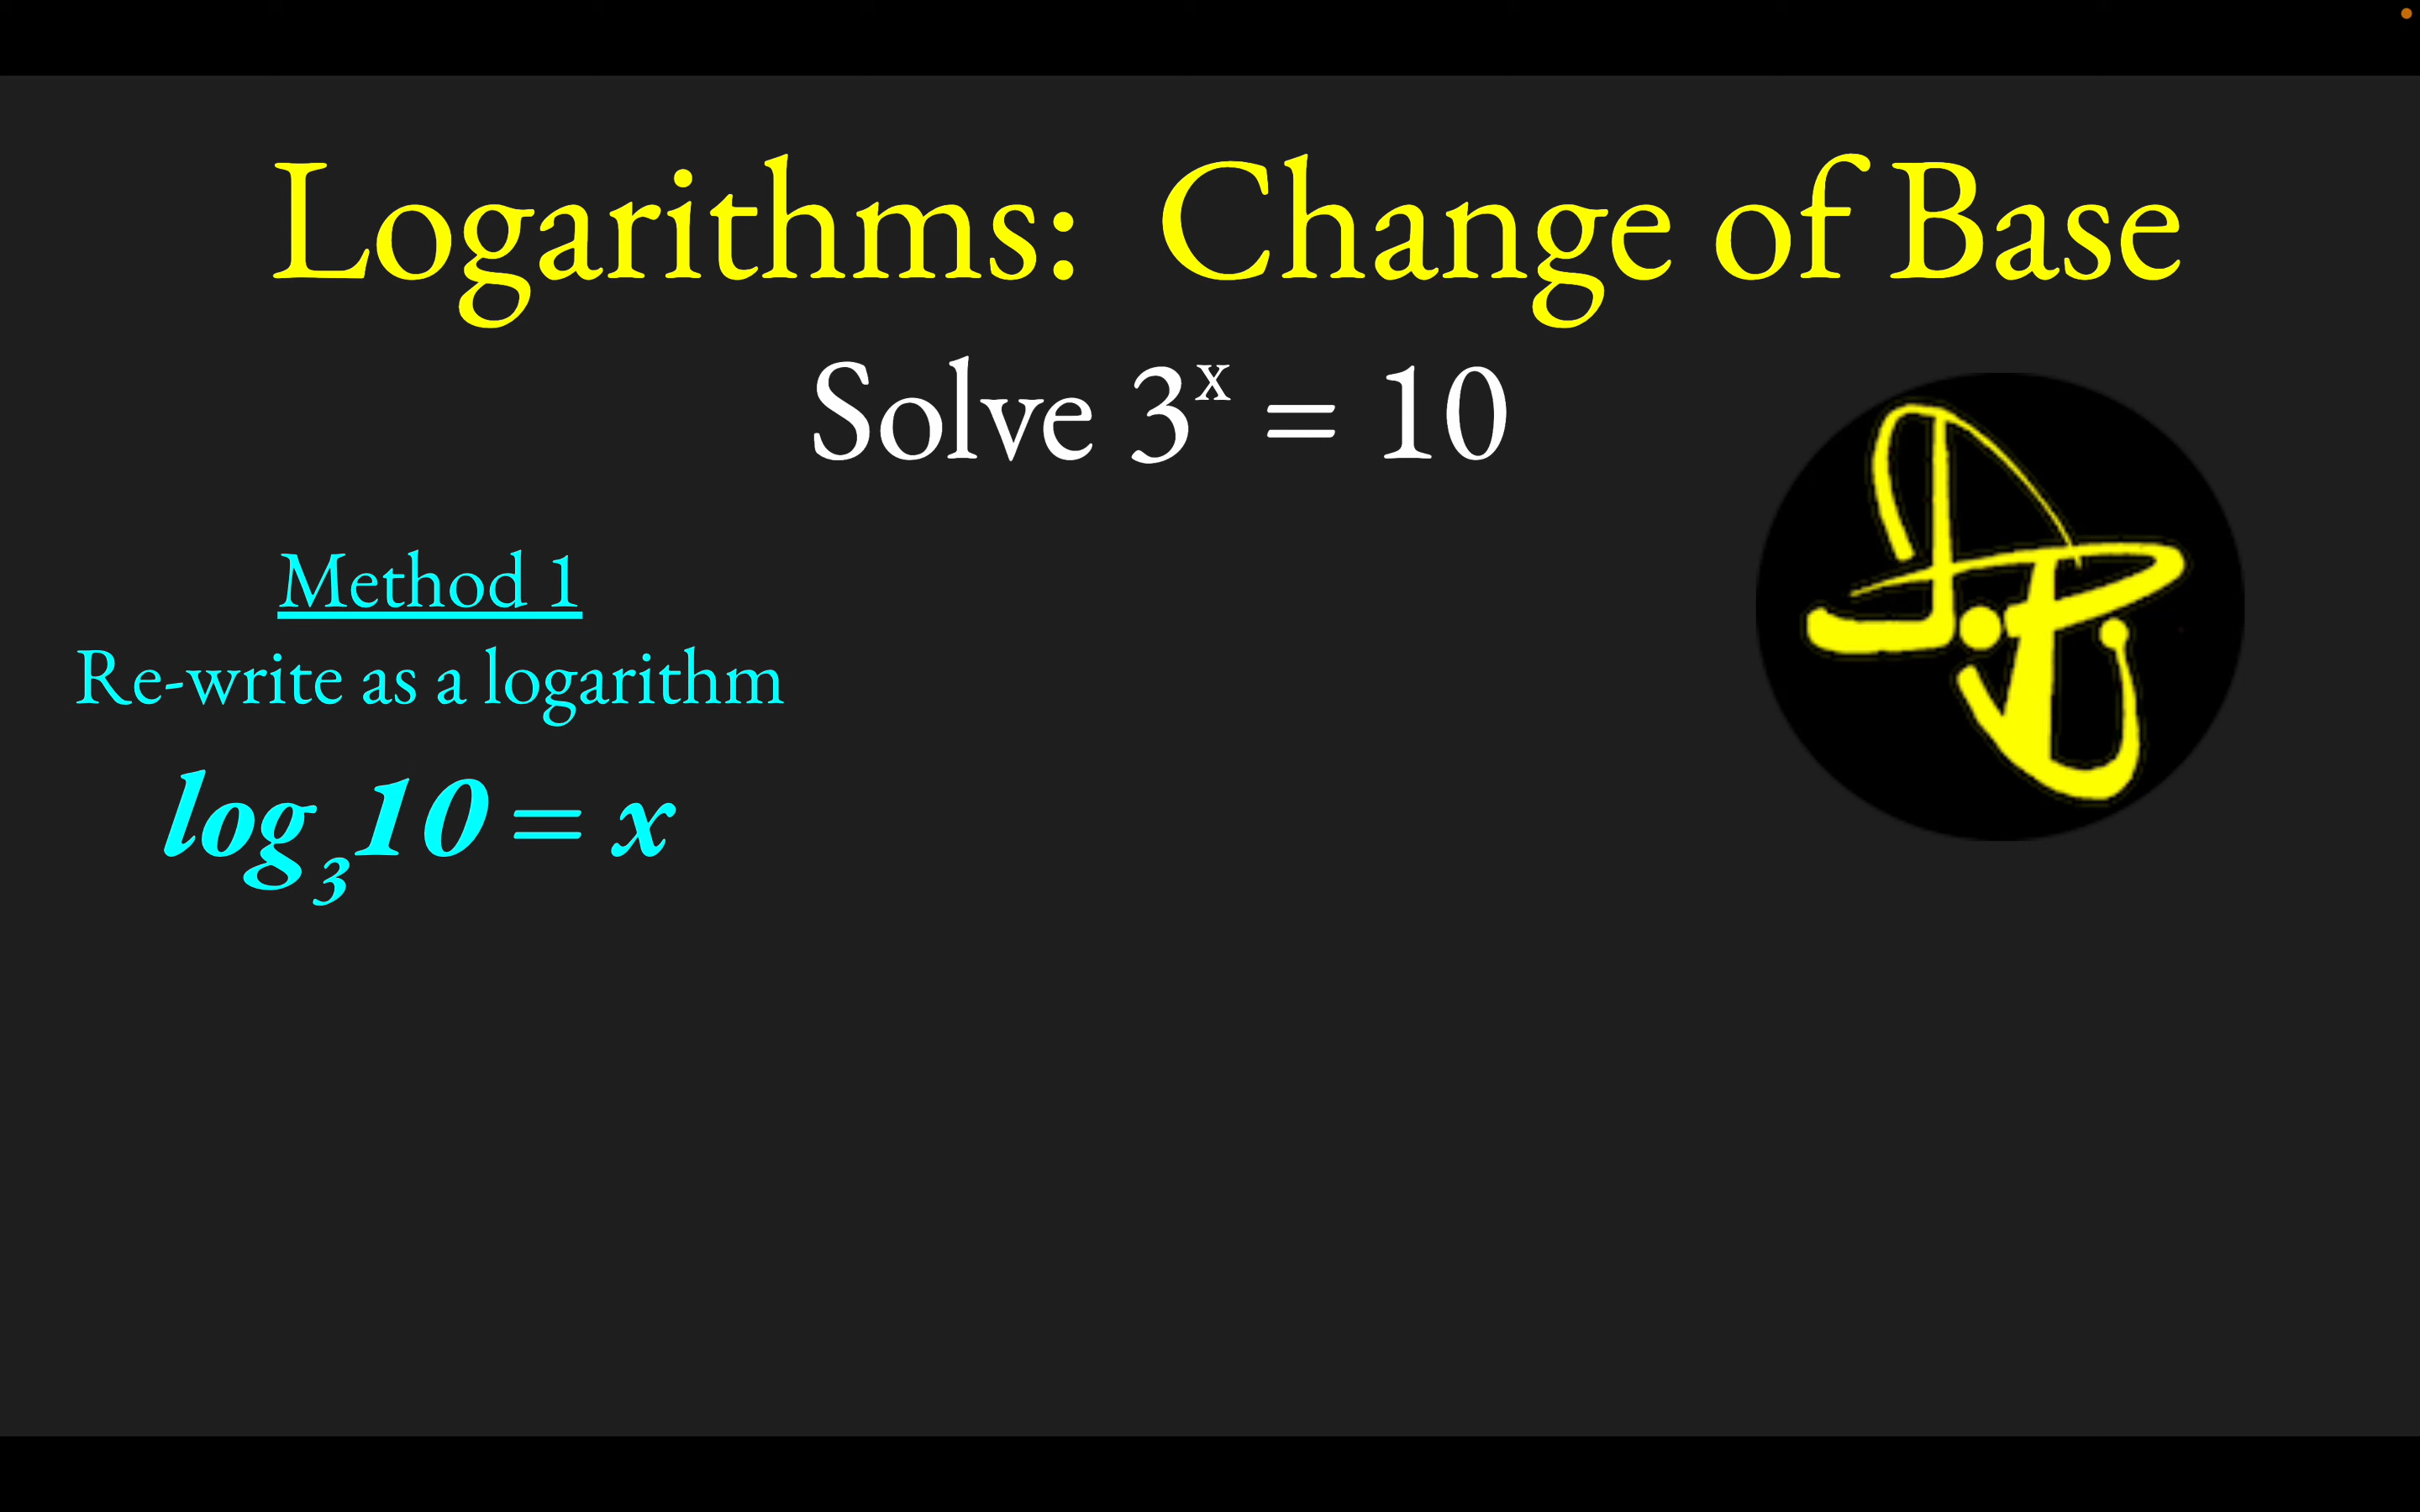 Logarithms: Change of Base
Solve 3ˣ = 10
Method 1
Re-write as a logarithm
log₃10 = x